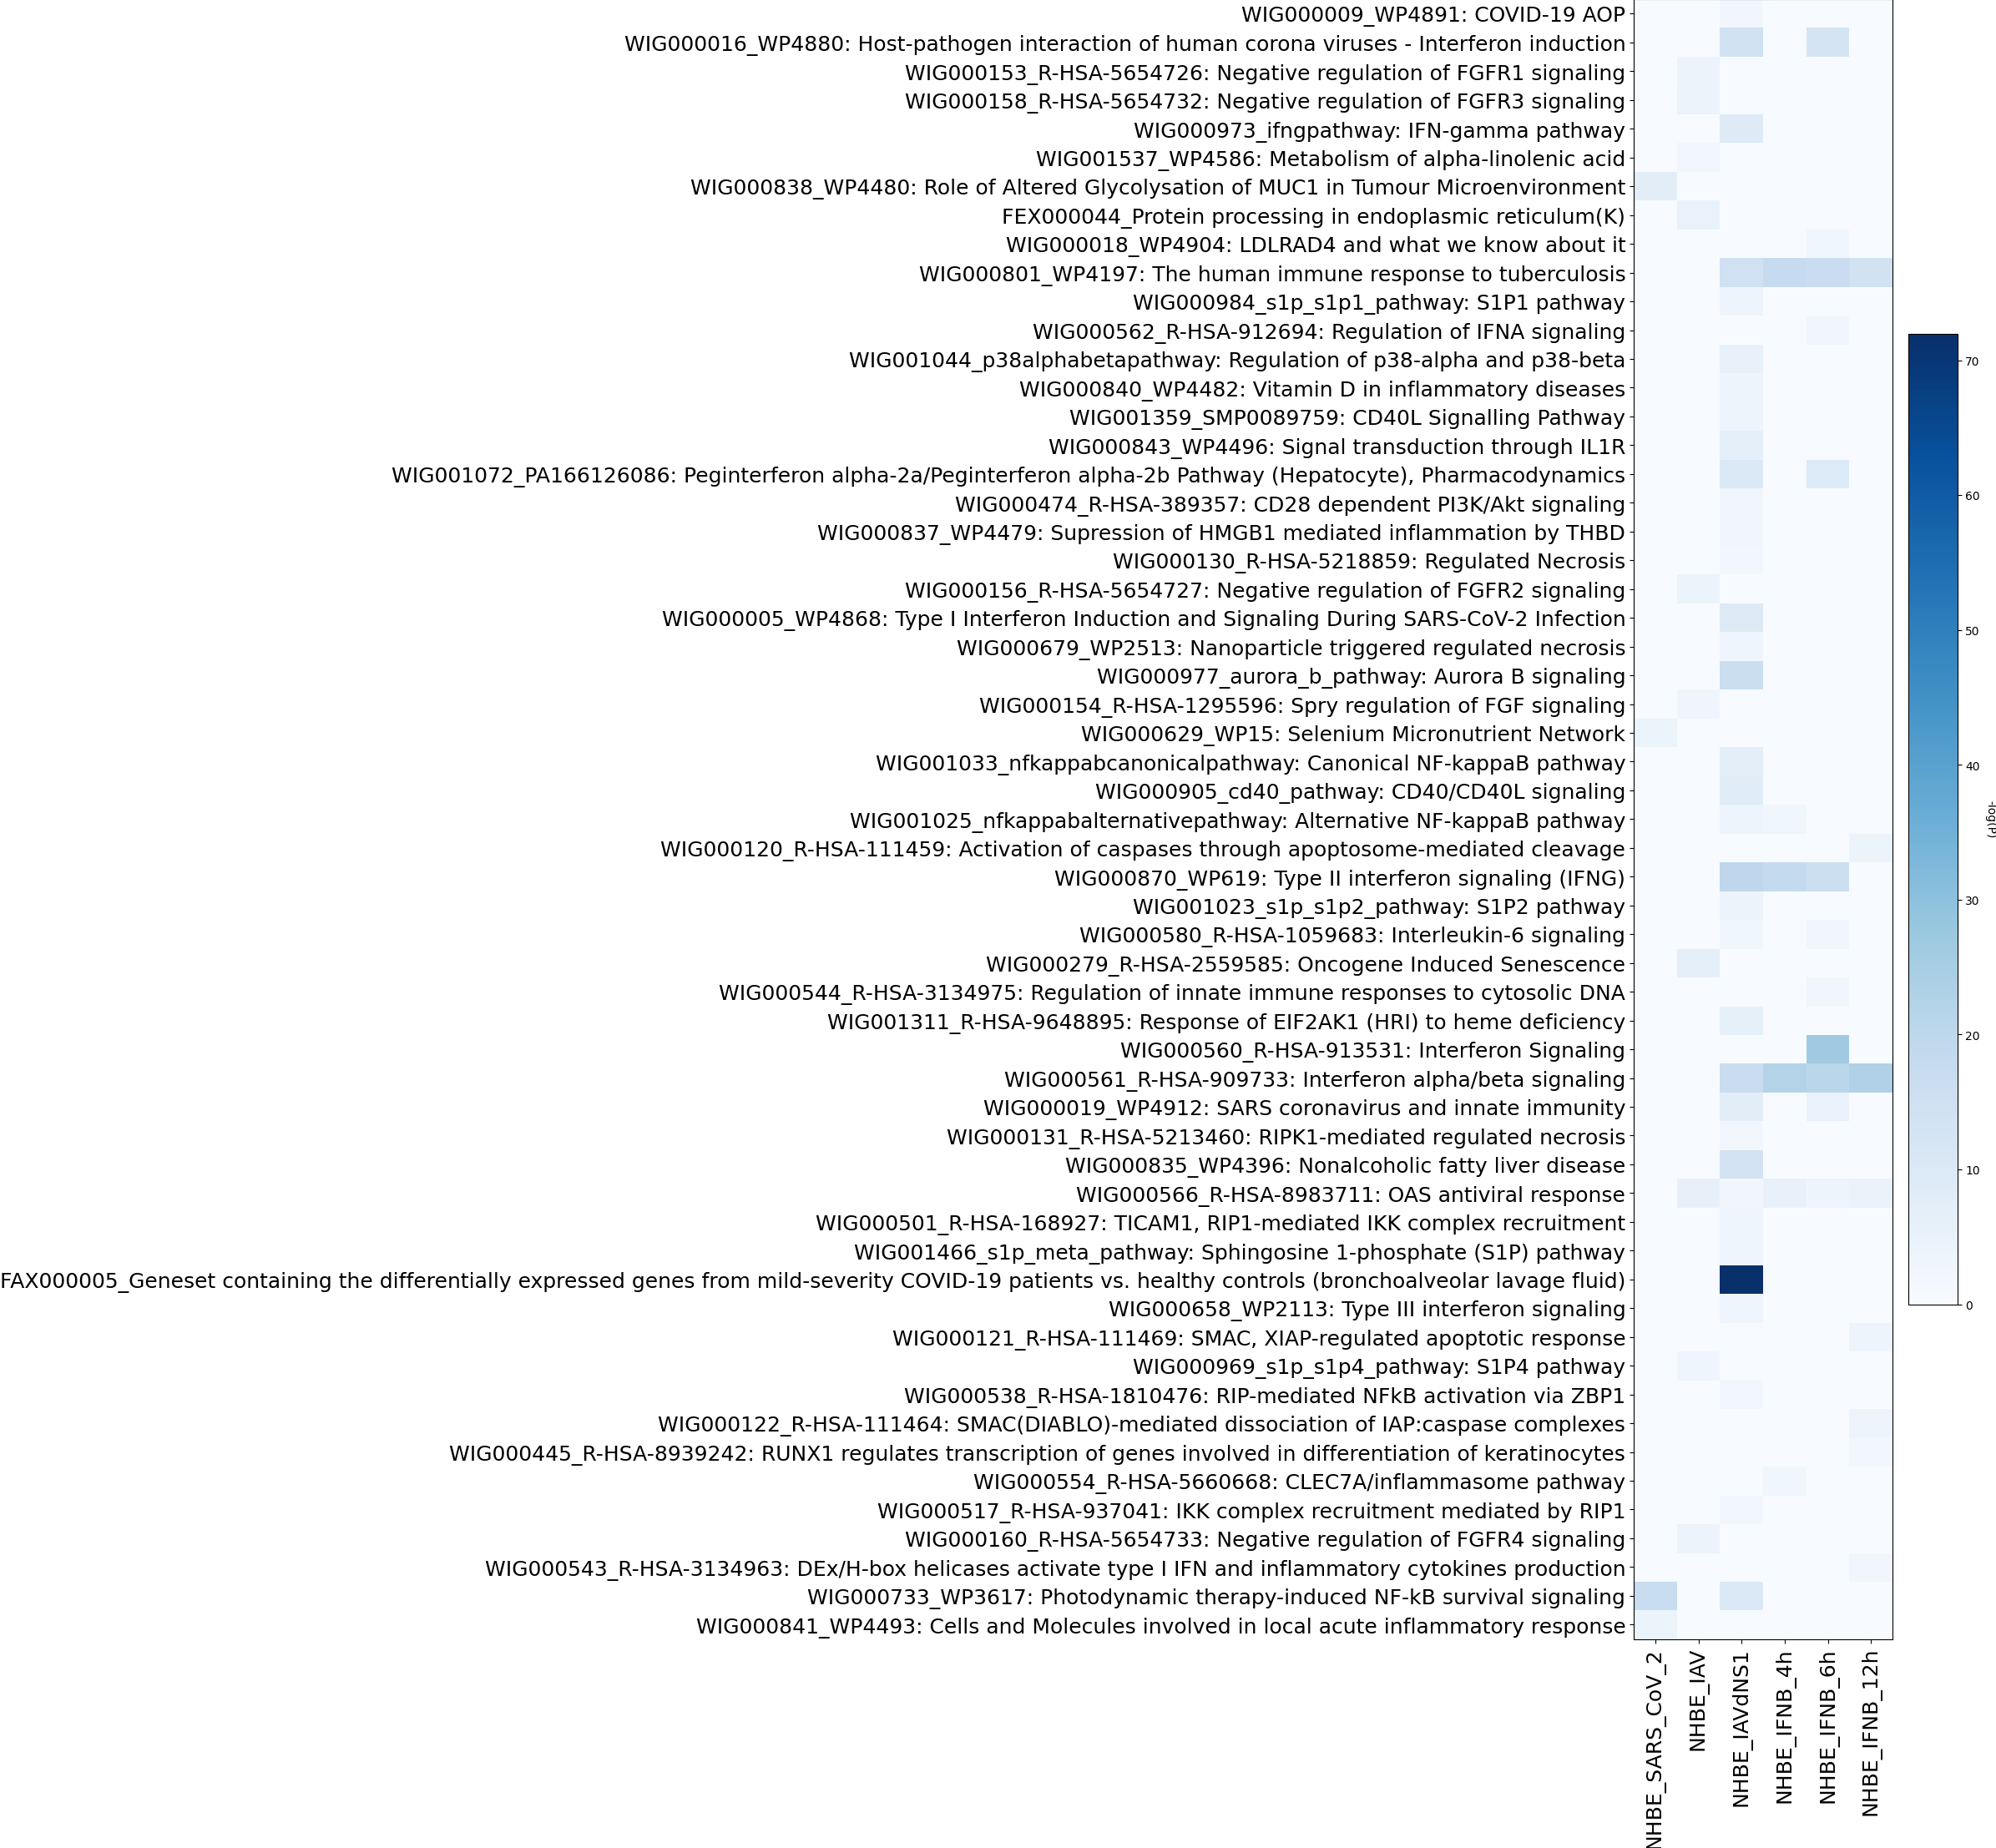 WIG000009_WP4891: COVID-19 AOP
WIG000016_WP4880: Host-pathogen interaction of human corona viruses - Interferon induction
WIG000153_R-HSA-5654726: Negative regulation of FGFR1 signaling
WIG000158_R-HSA-5654732: Negative regulation of FGFR3 signaling
WIG000973_ifngpathway: IFN-gamma pathway
WIG001537_WP4586: Metabolism of alpha-linolenic acid
WIG000838_WP4480: Role of Altered Glycolysation of MUC1 in Tumour Microenvironment
FEX000044_Protein processing in endoplasmic reticulum(K)
WIG000018_WP4904: LDLRAD4 and what we know about it
WIG000801_WP4197: The human immune response to tuberculosis
WIG000984_s1p_s1p1_pathway: S1P1 pathway
WIG000562_R-HSA-912694: Regulation of IFNA signaling
WIG001044_p38alphabetapathway: Regulation of p38-alpha and p38-beta
WIG000840_WP4482: Vitamin D in inflammatory diseases
WIG001359_SMP0089759: CD40L Signalling Pathway
WIG000843_WP4496: Signal transduction through IL1R
WIG001072_PA166126086: Peginterferon alpha-2a/Peginterferon alpha-2b Pathway (Hepatocyte), Pharmacodynamics
WIG000474_R-HSA-389357: CD28 dependent PI3K/Akt signaling
WIG000837_WP4479: Supression of HMGB1 mediated inflammation by THBD
WIG000130_R-HSA-5218859: Regulated Necrosis
WIG000156_R-HSA-5654727: Negative regulation of FGFR2 signaling
WIG000005_WP4868: Type I Interferon Induction and Signaling During SARS-CoV-2 Infection
WIG000679_WP2513: Nanoparticle triggered regulated necrosis
WIG000977_aurora_b_pathway: Aurora B signaling
WIG000154_R-HSA-1295596: Spry regulation of FGF signaling
WIG000629_WP15: Selenium Micronutrient Network
WIG001033_nfkappabcanonicalpathway: Canonical NF-kappaB pathway
WIG000905_cd40_pathway: CD40/CD40L signaling
WIG001025_nfkappabalternativepathway: Alternative NF-kappaB pathway
WIG000120_R-HSA-111459: Activation of caspases through apoptosome-mediated cleavage
WIG000870_WP619: Type II interferon signaling (IFNG)
WIG001023_s1p_s1p2_pathway: S1P2 pathway
WIG000580_R-HSA-1059683: Interleukin-6 signaling
WIG000279_R-HSA-2559585: Oncogene Induced Senescence
WIG000544_R-HSA-3134975: Regulation of innate immune responses to cytosolic DNA
WIG001311_R-HSA-9648895: Response of EIF2AK1 (HRI) to heme deficiency
WIG000560_R-HSA-913531: Interferon Signaling
WIG000561_R-HSA-909733: Interferon alpha/beta signaling
WIG000019_WP4912: SARS coronavirus and innate immunity
WIG000131_R-HSA-5213460: RIPK1-mediated regulated necrosis
WIG000835_WP4396: Nonalcoholic fatty liver disease
WIG000566_R-HSA-8983711: OAS antiviral response
WIG000501_R-HSA-168927: TICAM1, RIP1-mediated IKK complex recruitment
WIG001466_s1p_meta_pathway: Sphingosine 1-phosphate (S1P) pathway
FAX000005_Geneset containing the differentially expressed genes from mild-severity COVID-19 patients vs. healthy controls (bronchoalveolar lavage fluid)
WIG000658_WP2113: Type III interferon signaling
WIG000121_R-HSA-111469: SMAC, XIAP-regulated apoptotic response
WIG000969_s1p_s1p4_pathway: S1P4 pathway
WIG000538_R-HSA-1810476: RIP-mediated NFkB activation via ZBP1
WIG000122_R-HSA-111464: SMAC(DIABLO)-mediated dissociation of IAP:caspase complexes
WIG000445_R-HSA-8939242: RUNX1 regulates transcription of genes involved in differentiation of keratinocytes
WIG000554_R-HSA-5660668: CLEC7A/inflammasome pathway
WIG000517_R-HSA-937041: IKK complex recruitment mediated by RIP1
WIG000160_R-HSA-5654733: Negative regulation of FGFR4 signaling
WIG000543_R-HSA-3134963: DEx/H-box helicases activate type I IFN and inflammatory cytokines production
WIG000733_WP3617: Photodynamic therapy-induced NF-kB survival signaling
WIG000841_WP4493: Cells and Molecules involved in local acute inflammatory response
NHBE_SARS_CoV_2
NHBE_IAV
NHBE_IAVdNS1
NHBE_IFNB_4h
NHBE_IFNB_6h
NHBE_IFNB_12h
70
60
50
40
30
20
10
0
-log(P)